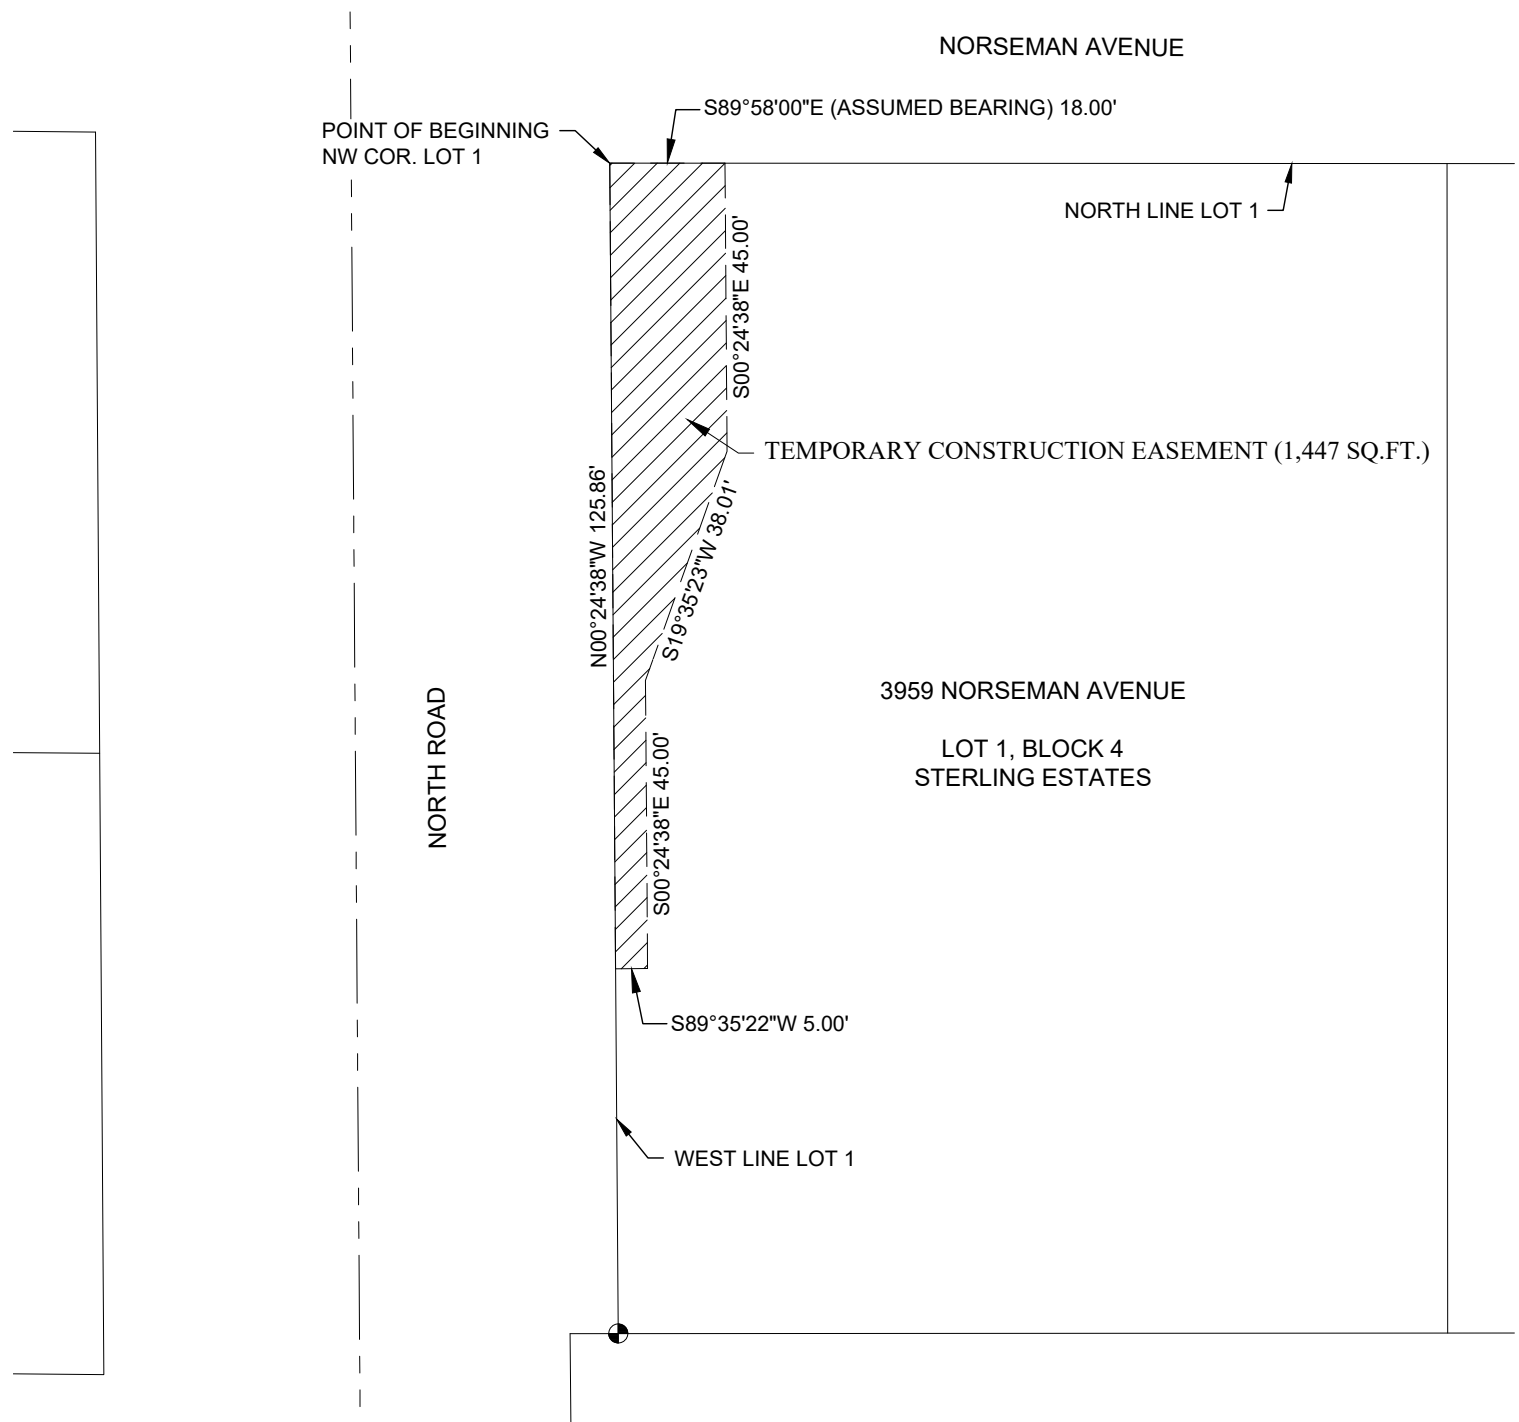 NORSEMAN AVENUE
S89°58'00"E (ASSUMED BEARING) 18.00'
POINT OF BEGINNING
NW COR. LOT 1
NORTH LINE LOT 1
S00°24'38"E 45.00'
TEMPORARY CONSTRUCTION EASEMENT (1,447 SQ.FT.)
N00°24'38"W 125.86'
S19°35'23"W 38.01'
3959 NORSEMAN AVENUE
LOT 1, BLOCK 4
STERLING ESTATES
NORTH ROAD
S00°24'38"E 45.00'
S89°35'22"W 5.00'
WEST LINE LOT 1